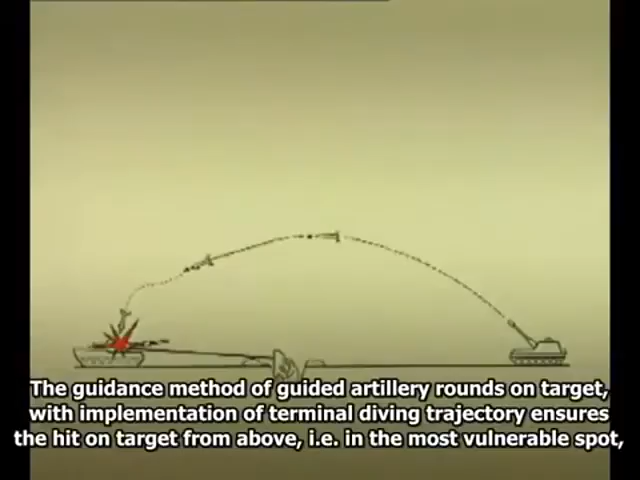 The guidance method of guided artillery rounds on target,
with implementation of terminal diving trajectory ensures
the hit on target from above, i.e. in the most vulnerable spot,